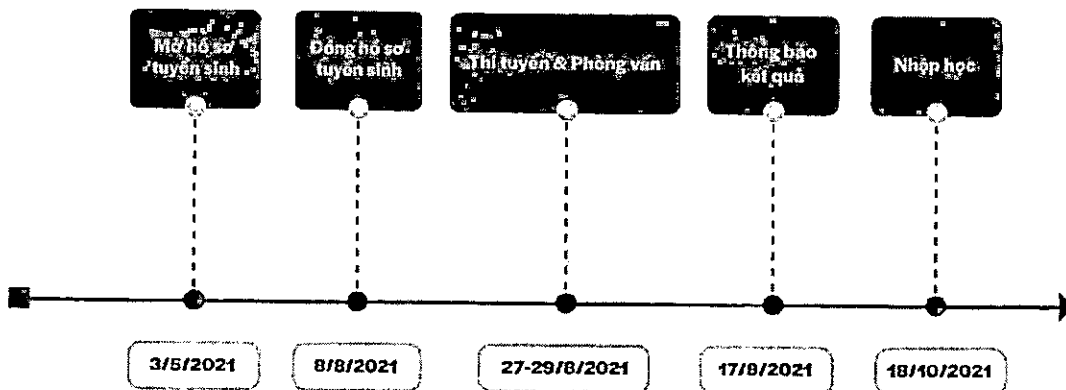 Mở hồ sơ
tuyển sinh
Đóng hồ sơ
tuyển sinh
Thi tuyển & Phỏng vấn
Thông báo
kết quả
Nhập học
3/5/2021
8/8/2021
27-29/8/2021
17/9/2021
18/10/2021